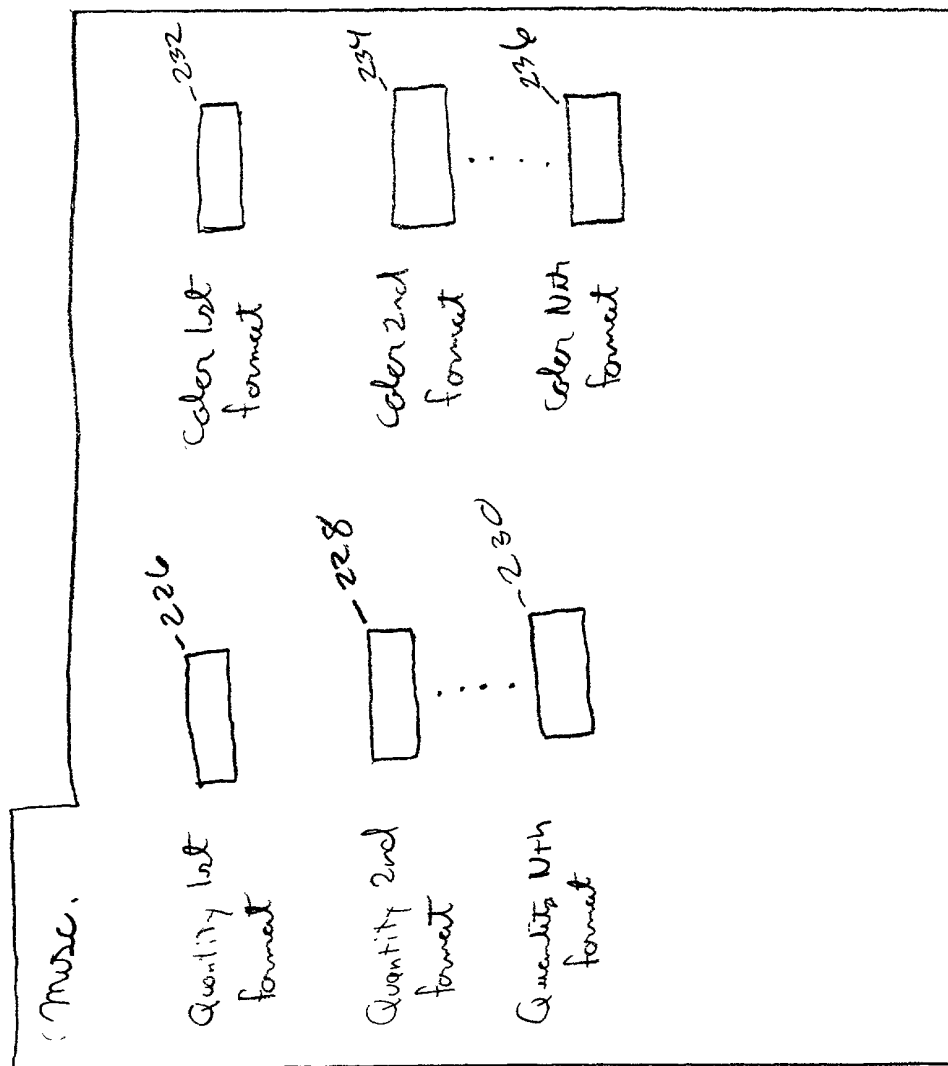 Misc.
Quantity 1st
format
226
Color 1st
format
232
Quantity 2nd
format
228
Color 2nd
format
234
Quantity Nth
format
230
Color Nth
format
236